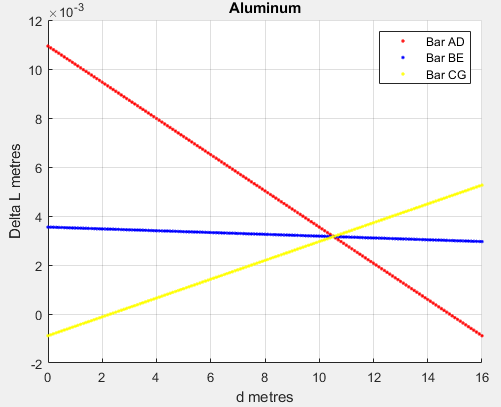 Aluminum
×10⁻³
12
10
8
6
4
2
0
-2
Delta L metres
0 2 4 6 8 10 12 14 16
d metres
Bar AD
Bar BE
Bar CG